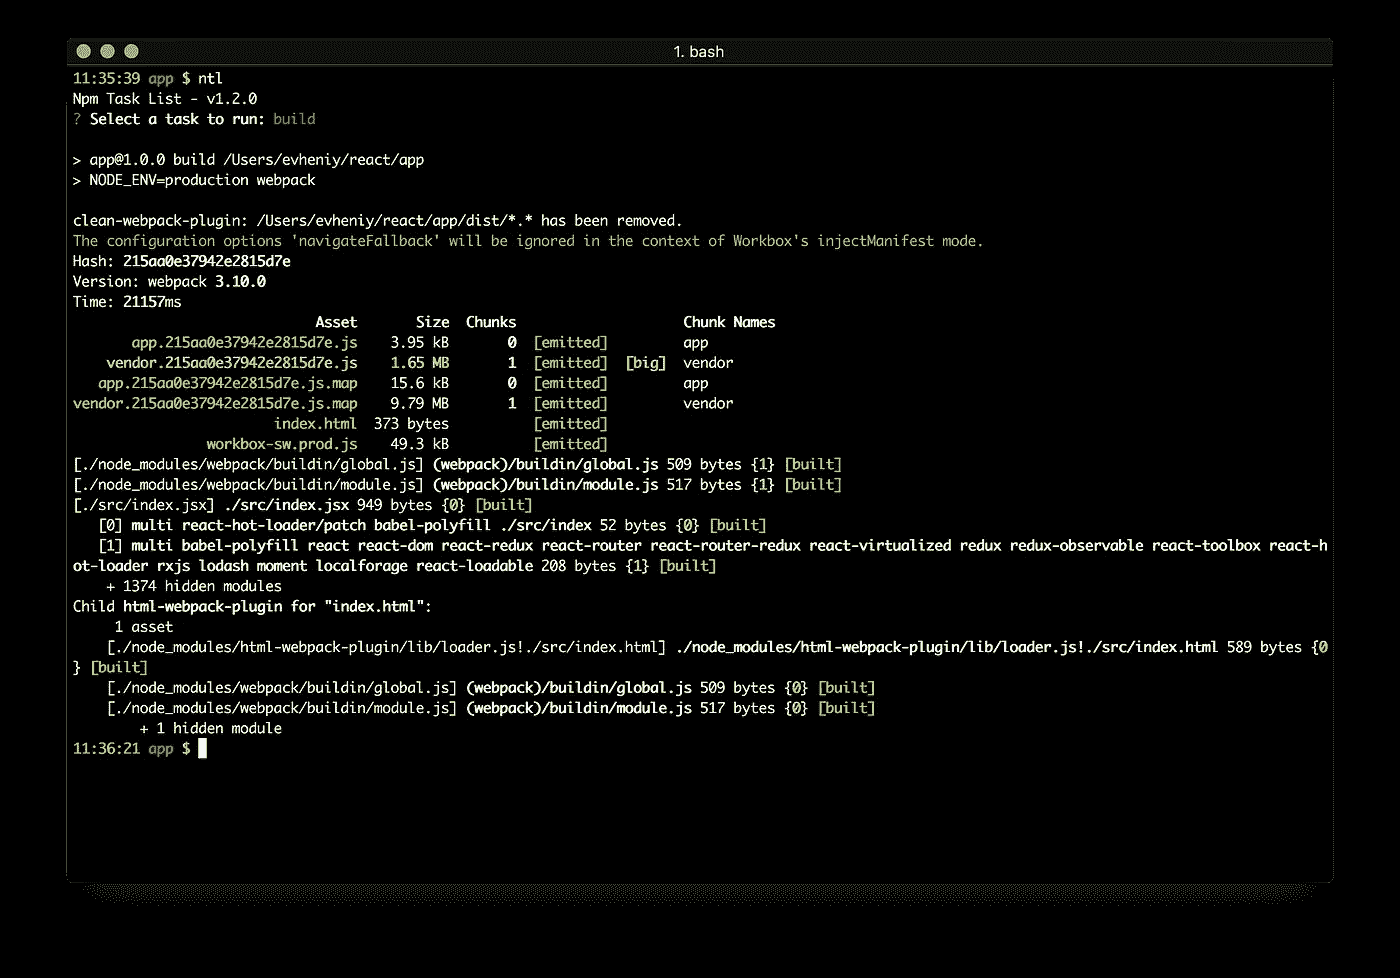 1. bash
11:35:39 app $ ntl
Npm Task List - v1.2.0
? Select a task to run: build
> app@1.0.0 build /Users/evheniy/react/app
> NODE_ENV=production webpack
clean-webpack-plugin: /Users/evheniy/react/app/dist/*.* has been removed.
The configuration options 'navigateFallback' will be ignored in the context of Workbox's injectManifest mode.
Hash: 215aa0e37942e2815d7e
Version: webpack 3.10.0
Time: 21157ms
Asset Size Chunks Chunk Names
app.215aa0e37942e2815d7e.js 3.95 kB 0 [emitted] app
vendor.215aa0e37942e2815d7e.js 1.65 MB 1 [emitted] [big] vendor
app.215aa0e37942e2815d7e.js.map 15.6 kB 0 [emitted] app
vendor.215aa0e37942e2815d7e.js.map 9.79 MB 1 [emitted] vendor
index.html 373 bytes [emitted]
workbox-sw.prod.js 49.3 kB [emitted]
[./node_modules/webpack/buildin/global.js] (webpack)/buildin/global.js 509 bytes {1} [built]
[./node_modules/webpack/buildin/module.js] (webpack)/buildin/module.js 517 bytes {1} [built]
[./src/index.jsx] ./src/index.jsx 949 bytes {0} [built]
[0] multi react-hot-loader/patch babel-polyfill ./src/index 52 bytes {0} [built]
[1] multi babel-polyfill react react-dom react-redux react-router react-router-redux react-virtualized redux redux-observable react-toolbox react-h
ot-loader rxjs lodash moment localforage react-loadable 208 bytes {1} [built]
+ 1374 hidden modules
Child html-webpack-plugin for "index.html":
1 asset
[./node_modules/html-webpack-plugin/lib/loader.js!./src/index.html] ./node_modules/html-webpack-plugin/lib/loader.js!./src/index.html 589 bytes {0
} [built]
[./node_modules/webpack/buildin/global.js] (webpack)/buildin/global.js 509 bytes {0} [built]
[./node_modules/webpack/buildin/module.js] (webpack)/buildin/module.js 517 bytes {0} [built]
+ 1 hidden module
11:36:21 app $